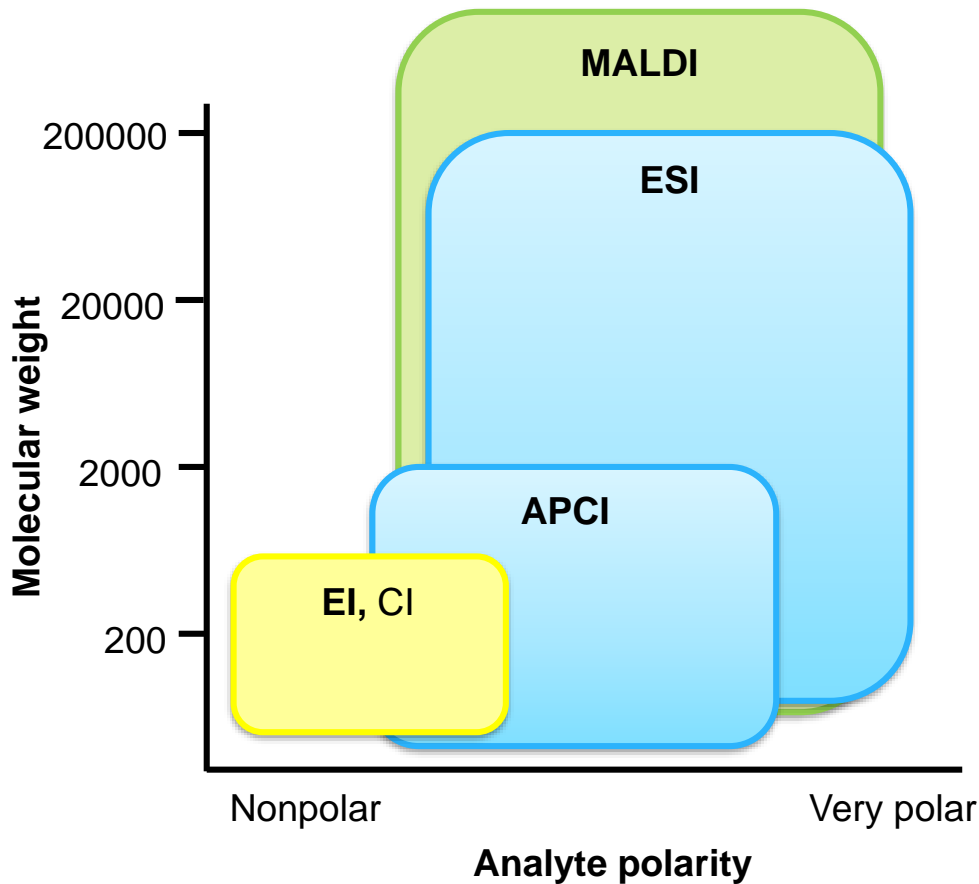 MALDI
200000
ESI
20000
Molecular weight
2000
APCI
EI, CI
200
Nonpolar
Very polar
Analyte polarity